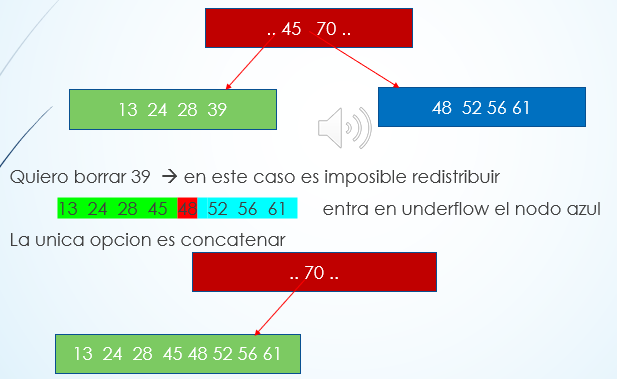 .. 45 70 ..
13 24 28 39
48 52 56 61
Quiero borrar 39 → en este caso es imposible redistribuir
13 24 28 45 48 52 56 61 entra en underflow el nodo azul
La unica opcion es concatenar
.. 70 ..
13 24 28 45 48 52 56 61